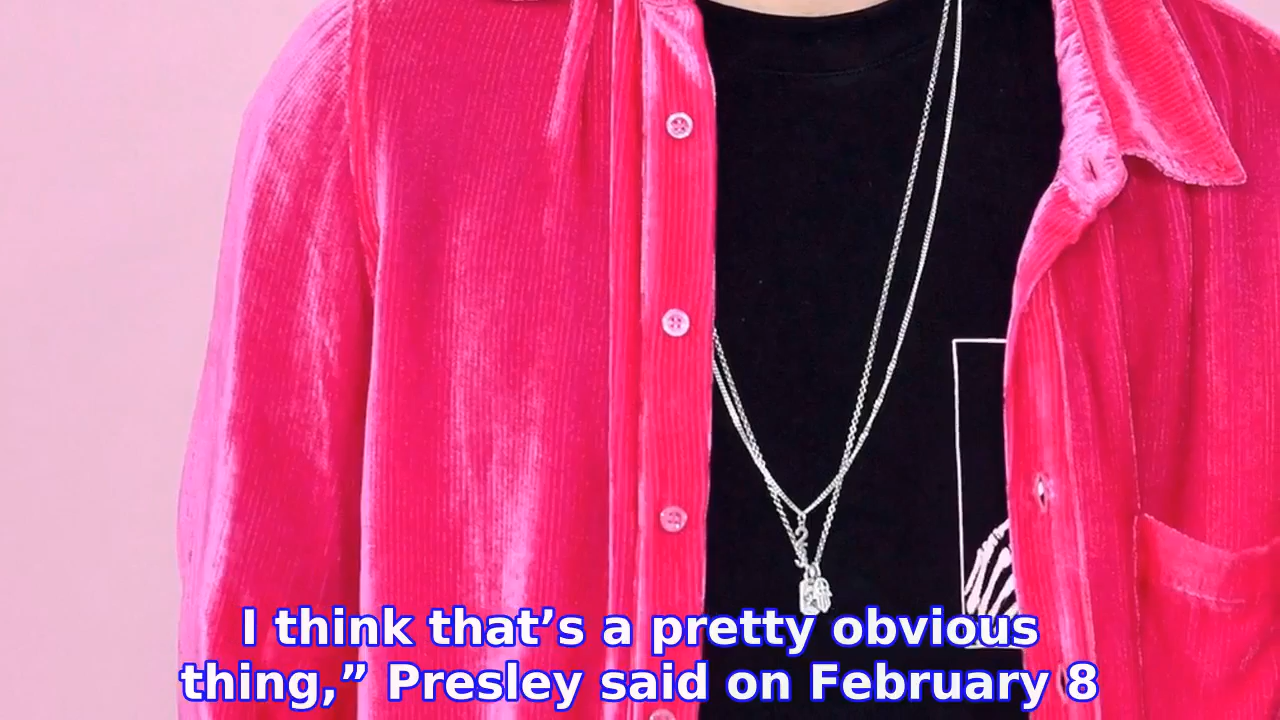 I think that’s a pretty obvious
thing,” Presley said on February 8